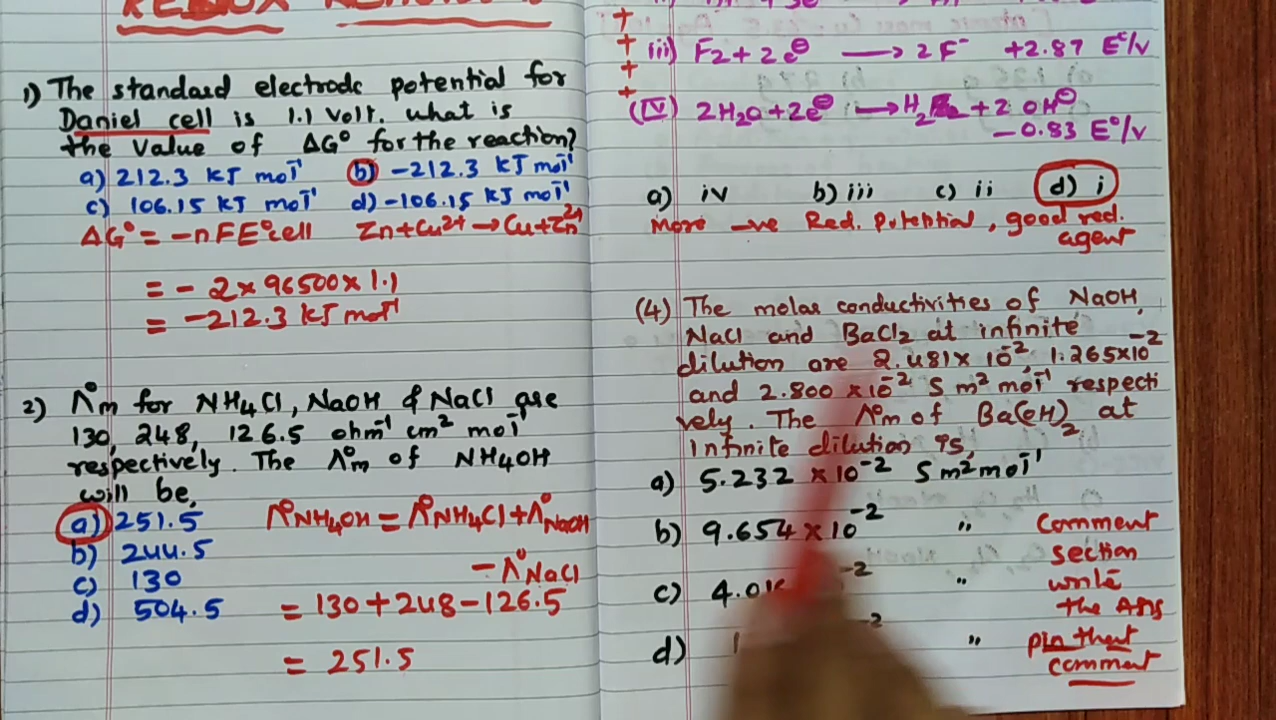 1) The standard electrode potential for
Daniel cell is 1.1 Volt. what is
the value of ΔG° for the reaction?
a) 212.3 kJ mol⁻¹ b) -212.3 kJ mol⁻¹
c) 106.15 kJ mol⁻¹ d) -106.15 kJ mol⁻¹
ΔG° = -nFE°cell Zn + Cu²⁺ → Cu + Zn²⁺
= - 2 × 96500 × 1.1
= -212.3 kJ mol⁻¹
2) Λ°m for NH₄Cl, NaOH & NaCl are
130, 248, 126.5 ohm⁻¹ cm² mol⁻¹
respectively. The Λ°m of NH₄OH
will be,
a) 251.5
b) 244.5
c) 130
d) 504.5
Λ°NH₄OH = Λ°NH₄Cl + Λ°NaOH
- Λ°NaCl
= 130 + 248 - 126.5
= 251.5
iii) F₂ + 2e⊖ → 2F⁻ +2.87 E°/v
(IV) 2H₂O + 2e⊖ → H₂ + 2OH⊖
-0.83 E°/v
a) iv b) iii c) ii d) i
more -ve Red. potential, good red.
agent
(4) The molar conductivities of NaOH,
NaCl and BaCl₂ at infinite
dilution are 2.481 × 10⁻², 1.265×10⁻²
and 2.800 × 10⁻² S m² mol⁻¹ respecti
vely. The Λ°m of Ba(OH)₂ at
Infinite dilution is,
a) 5.232 × 10⁻² S m² mol⁻¹
b) 9.654 × 10⁻² "
c) 4.01 ⁻² "
d) ⁻² "
Comment
section
write
the Ans
pin that
comment